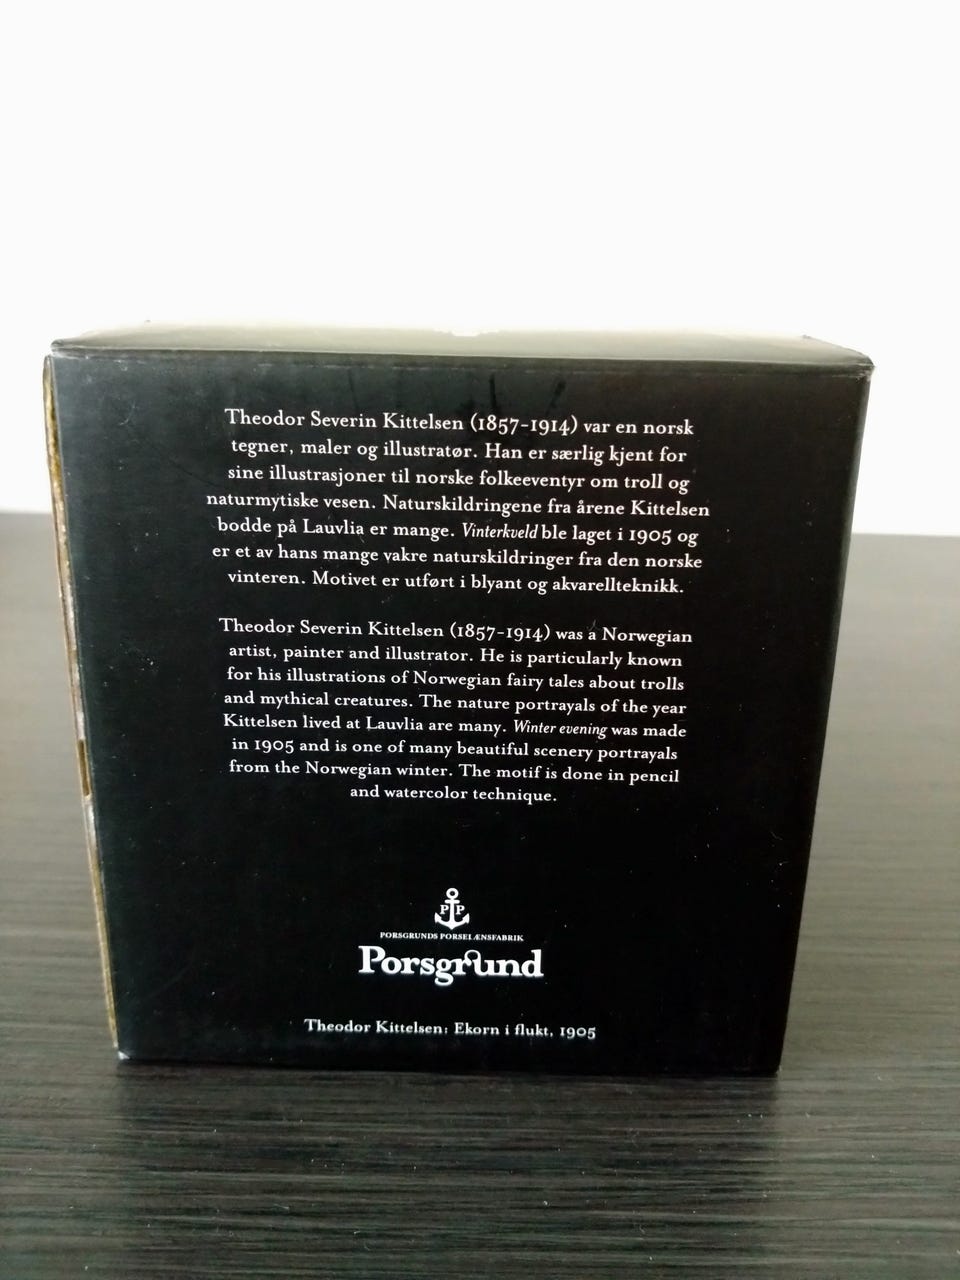 Theodor Severin Kittelsen (1857-1914) var en norsk
tegner, maler og illustratør. Han er særlig kjent for
sine illustrasjoner til norske folkeeventyr om troll og
naturmytiske vesen. Naturskildringene fra årene Kittelsen
bodde på Lauvlia er mange. Vinterkveld ble laget i 1905 og
er et av hans mange vakre naturskildringer fra den norske
vinteren. Motivet er utført i blyant og akvarellteknikk.
Theodor Severin Kittelsen (1857-1914) was a Norwegian
artist, painter and illustrator. He is particularly known
for his illustrations of Norwegian fairy tales about trolls
and mythical creatures. The nature portrayals of the year
Kittelsen lived at Lauvlia are many. Winter evening was made
in 1905 and is one of many beautiful scenery portrayals
from the Norwegian winter. The motif is done in pencil
and watercolor technique.
P P
PORSGRUNDS PORSELÆNSFABRIK
Porsgrund
Theodor Kittelsen: Ekorn i flukt, 1905